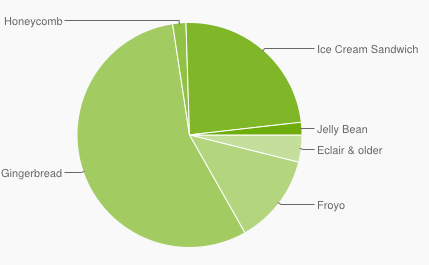 Honeycomb
Ice Cream Sandwich
Jelly Bean
Eclair & older
Gingerbread
Froyo